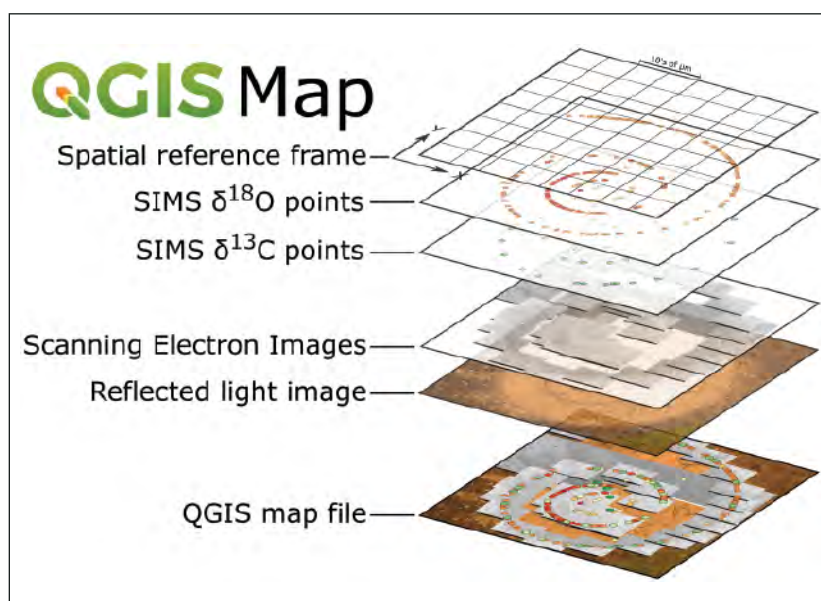 QGIS Map
10's of µm
Y
Spatial reference frame
X
SIMS δ¹⁸O points
SIMS δ¹³C points
Scanning Electron Images
Reflected light image
QGIS map file